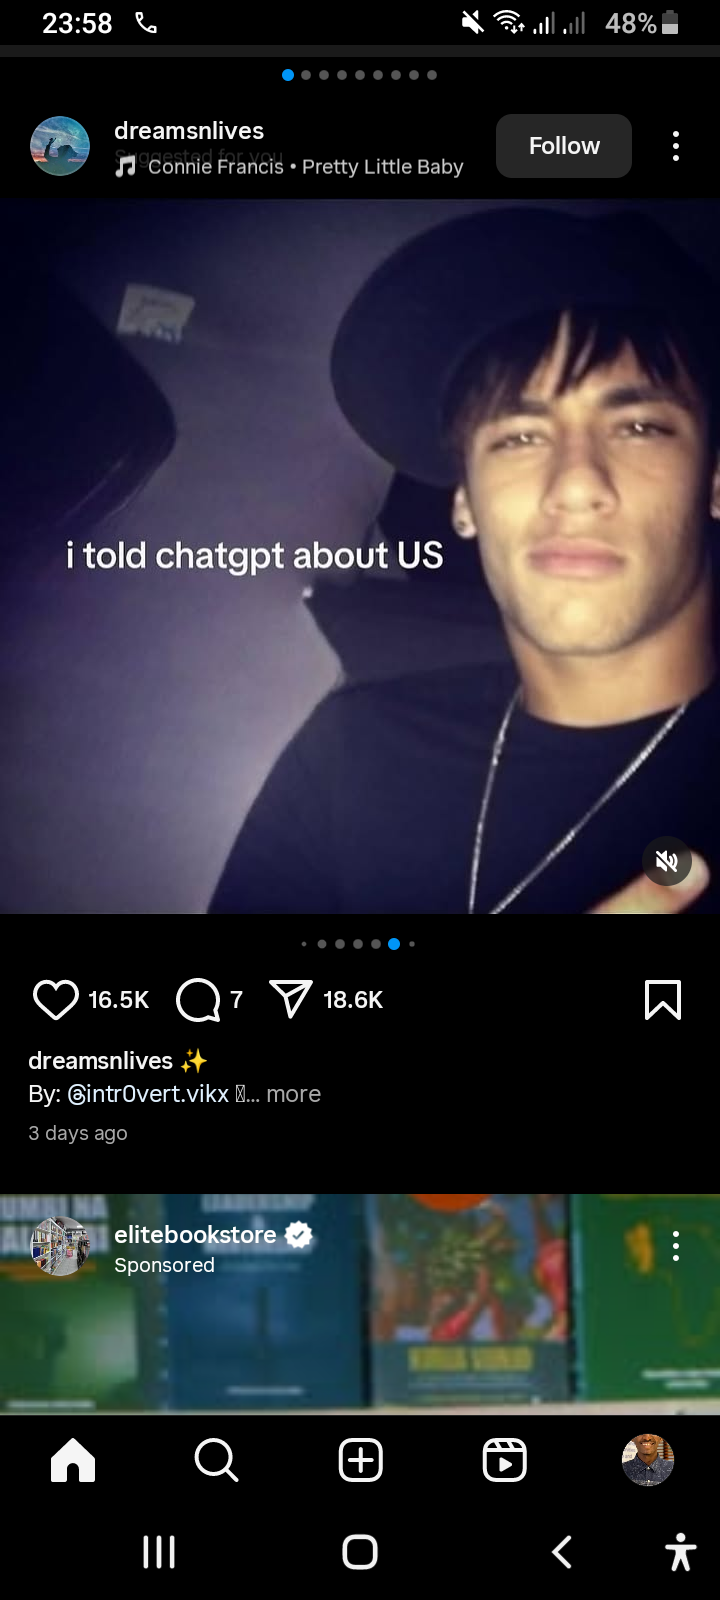 23:58
48%
dreamsnlives
Suggested for you
Connie Francis • Pretty Little Baby
Follow
i told chatgpt about US
16.5K
7
18.6K
dreamsnlives ✨
By: @intr0vert.vikx ... more
3 days ago
elitebookstore
Sponsored